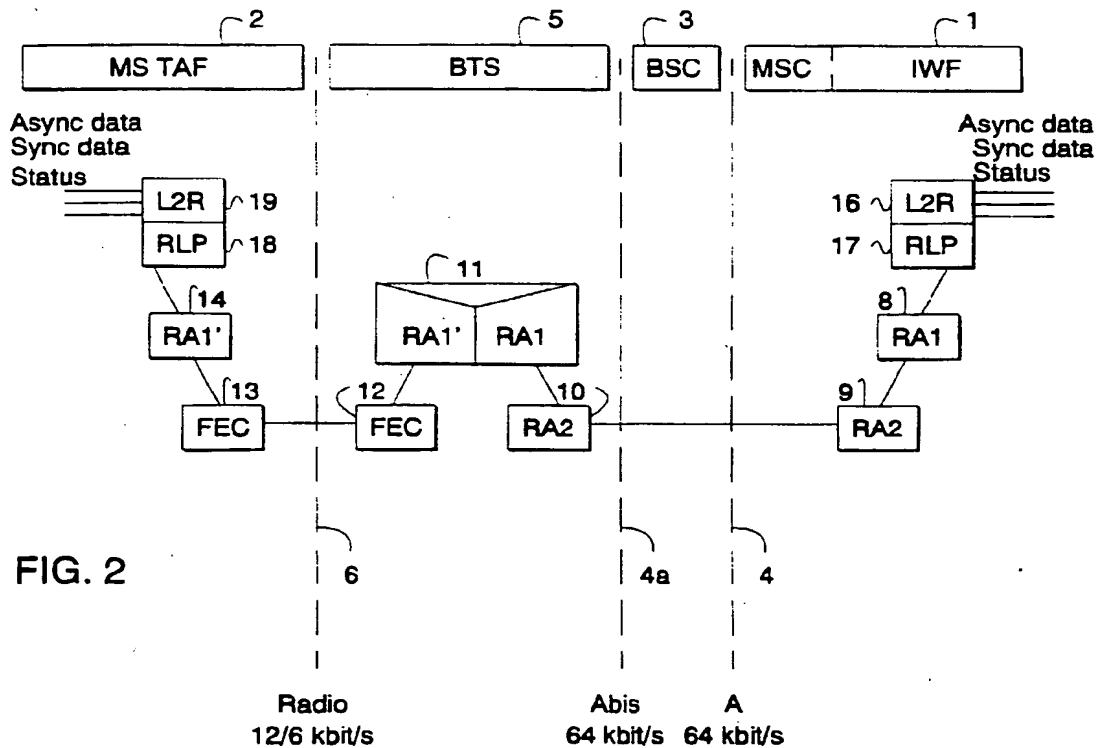 2 5 3 1
MS TAF BTS BSC MSC IWF
Async data
Sync data
Status
Async data
Sync data
Status
L2R 19
RLP 18
16 L2R
17 RLP
11
14
RA1'
RA1' RA1
8
RA1
13
FEC
12
FEC
10
RA2
9
RA2
FIG. 2
6 4a 4
Radio Abis A
12/6 kbit/s 64 kbit/s 64 kbit/s